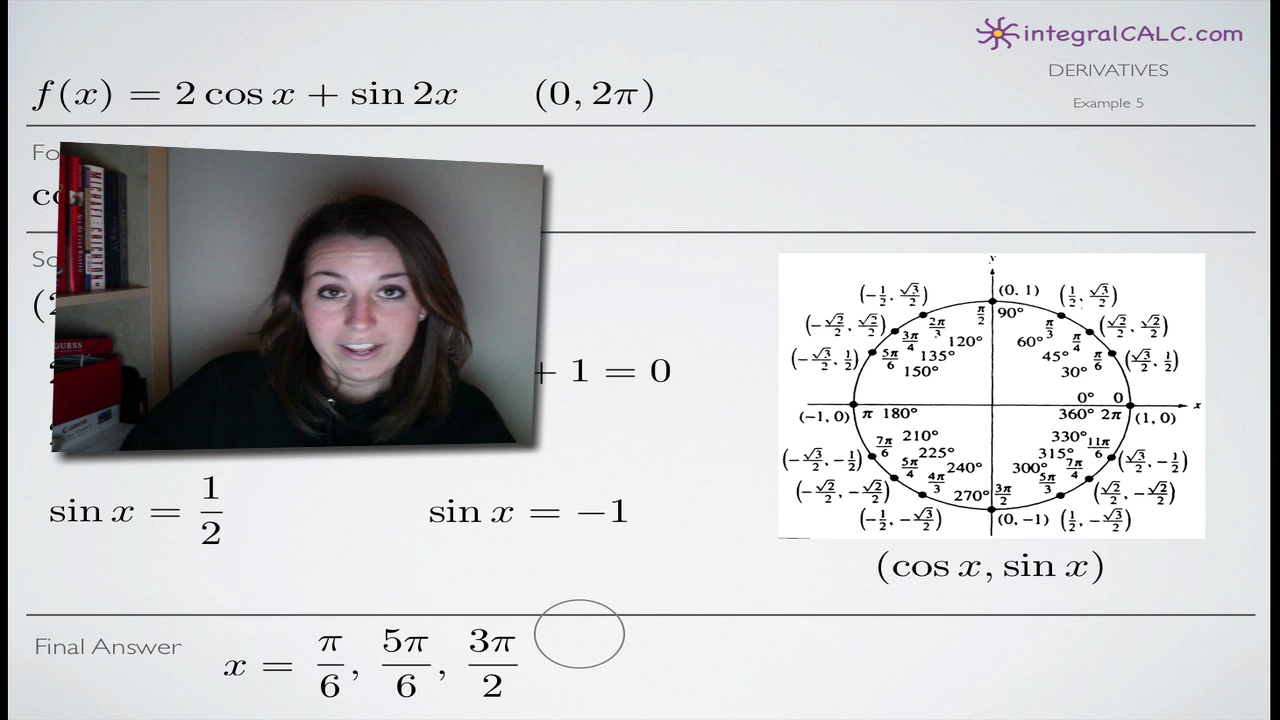 integralCALC.com
DERIVATIVES
Example 5
f(x) = 2 cos x + sin 2x (0, 2π)
+ 1 = 0
sin x = 1/2 sin x = −1
y
(0, 1)
(−1/2, √3/2) (1/2, √3/2)
(−√2/2, √2/2) (√2/2, √2/2)
(−√3/2, 1/2) (√3/2, 1/2)
π/2 90°
2π/3 120° 60° π/3
3π/4 135° 45° π/4
5π/6 150° 30° π/6
(−1, 0) π 180° 0° 0 x
360° 2π (1, 0)
7π/6 210° 330° 11π/6
5π/4 225° 315° 7π/4
4π/3 240° 300° 5π/3
270° 3π/2
(−√3/2, −1/2) (√3/2, −1/2)
(−√2/2, −√2/2) (√2/2, −√2/2)
(−1/2, −√3/2) (0, −1) (1/2, −√3/2)
(cos x, sin x)
Final Answer
x = π/6, 5π/6, 3π/2
MICHAEL CRICHTON
GUESS
Canon